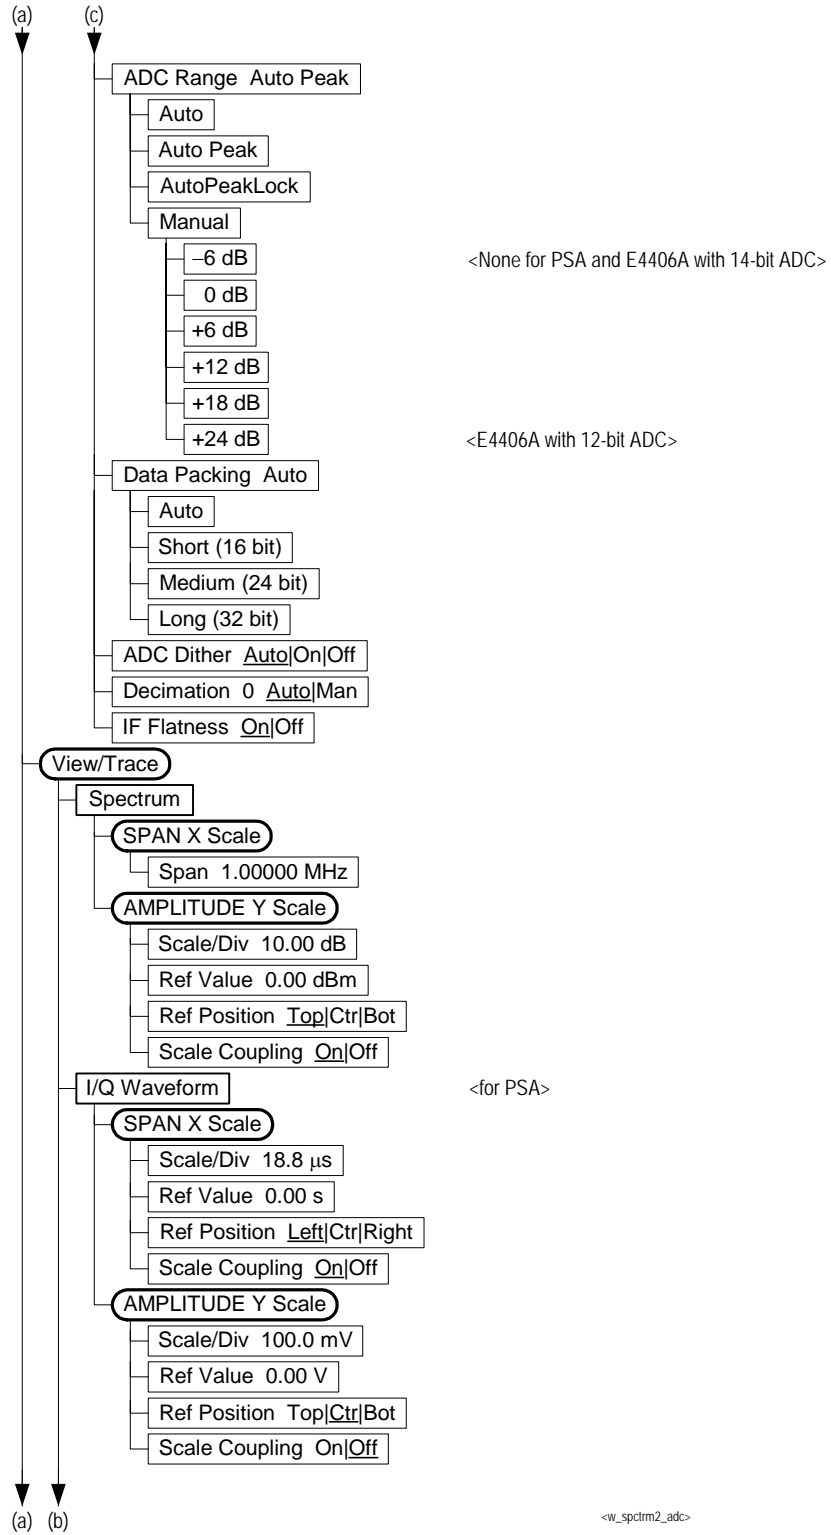 (a) (c)
ADC Range Auto Peak
Auto
Auto Peak
AutoPeakLock
Manual
–6 dB <None for PSA and E4406A with 14-bit ADC>
0 dB
+6 dB
+12 dB
+18 dB
+24 dB <E4406A with 12-bit ADC>
Data Packing Auto
Auto
Short (16 bit)
Medium (24 bit)
Long (32 bit)
ADC Dither Auto|On|Off
Decimation 0 Auto|Man
IF Flatness On|Off
View/Trace
Spectrum
SPAN X Scale
Span 1.00000 MHz
AMPLITUDE Y Scale
Scale/Div 10.00 dB
Ref Value 0.00 dBm
Ref Position Top|Ctr|Bot
Scale Coupling On|Off
I/Q Waveform <for PSA>
SPAN X Scale
Scale/Div 18.8 μs
Ref Value 0.00 s
Ref Position Left|Ctr|Right
Scale Coupling On|Off
AMPLITUDE Y Scale
Scale/Div 100.0 mV
Ref Value 0.00 V
Ref Position Top|Ctr|Bot
Scale Coupling On|Off
(a) (b) <w_spctrm2_adc>